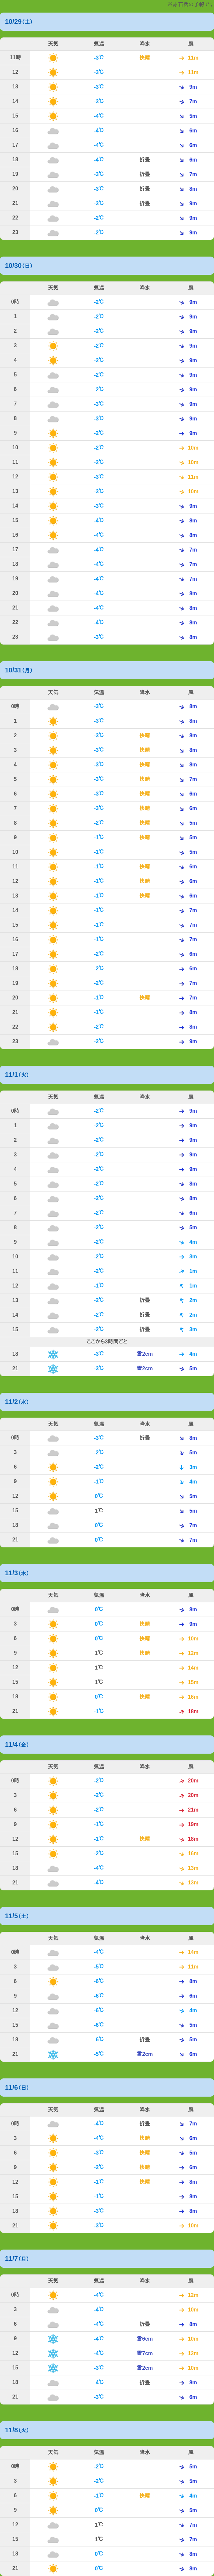 の予報です
10/29(土)
天気 気温 降水 風
11時 -3℃ 快晴 11m
12 -3℃ 11m
13 -3℃ 9m
14 -3℃ 7m
15 -4℃ 5m
16 -4℃ 6m
17 -4℃ 6m
18 -4℃ 折畳 6m
19 -3℃ 折畳 7m
20 -3℃ 折畳 8m
21 -3℃ 折畳 9m
22 -2℃ 9m
23 -2℃ 9m
10/30(日)
天気 気温 降水 風
0時 -2℃ 9m
1 -2℃ 9m
2 -2℃ 9m
3 -2℃ 9m
4 -2℃ 9m
5 -2℃ 9m
6 -2℃ 9m
7 -3℃ 9m
8 -3℃ 9m
9 -2℃ 9m
10 -2℃ 10m
11 -2℃ 10m
12 -3℃ 11m
13 -3℃ 10m
14 -3℃ 9m
15 -4℃ 8m
16 -4℃ 8m
17 -4℃ 7m
18 -4℃ 7m
19 -4℃ 7m
20 -4℃ 8m
21 -4℃ 8m
22 -4℃ 8m
23 -3℃ 8m
10/31(月)
天気 気温 降水 風
0時 -3℃ 8m
1 -3℃ 8m
2 -3℃ 快晴 8m
3 -3℃ 快晴 8m
4 -3℃ 快晴 8m
5 -3℃ 快晴 7m
6 -3℃ 快晴 6m
7 -3℃ 快晴 6m
8 -2℃ 快晴 5m
9 -1℃ 快晴 5m
10 -1℃ 5m
11 -1℃ 快晴 6m
12 -1℃ 快晴 6m
13 -1℃ 快晴 6m
14 -1℃ 7m
15 -1℃ 7m
16 -1℃ 7m
17 -2℃ 6m
18 -2℃ 6m
19 -2℃ 7m
20 -1℃ 快晴 7m
21 -1℃ 8m
22 -2℃ 8m
23 -2℃ 9m
11/1(火)
天気 気温 降水 風
0時 -2℃ 9m
1 -2℃ 9m
2 -2℃ 9m
3 -2℃ 9m
4 -2℃ 9m
5 -2℃ 8m
6 -2℃ 8m
7 -2℃ 6m
8 -2℃ 5m
9 -2℃ 4m
10 -2℃ 3m
11 -2℃ 1m
12 -1℃ 1m
13 -2℃ 折畳 2m
14 -2℃ 折畳 2m
15 -2℃ 折畳 3m
ここから3時間ごと
18 -3℃ 雪2cm 4m
21 -3℃ 雪2cm 5m
11/2(水)
天気 気温 降水 風
0時 -3℃ 折畳 8m
3 -2℃ 5m
6 -2℃ 3m
9 -1℃ 4m
12 0℃ 5m
15 1℃ 5m
18 0℃ 7m
21 0℃ 7m
11/3(木)
天気 気温 降水 風
0時 0℃ 8m
3 0℃ 快晴 9m
6 0℃ 快晴 10m
9 1℃ 快晴 12m
12 1℃ 14m
15 1℃ 15m
18 0℃ 快晴 16m
21 -1℃ 18m
11/4(金)
天気 気温 降水 風
0時 -2℃ 20m
3 -2℃ 20m
6 -2℃ 21m
9 -1℃ 19m
12 -1℃ 快晴 18m
15 -2℃ 16m
18 -4℃ 13m
21 -4℃ 13m
11/5(土)
天気 気温 降水 風
0時 -4℃ 14m
3 -5℃ 11m
6 -6℃ 8m
9 -6℃ 6m
12 -6℃ 4m
15 -6℃ 5m
18 -6℃ 折畳 5m
21 -5℃ 雪2cm 6m
11/6(日)
天気 気温 降水 風
0時 -4℃ 折畳 7m
3 -4℃ 快晴 6m
6 -3℃ 快晴 5m
9 -2℃ 快晴 6m
12 -1℃ 快晴 8m
15 -1℃ 8m
18 -3℃ 8m
21 -3℃ 10m
11/7(月)
天気 気温 降水 風
0時 -4℃ 12m
3 -4℃ 10m
6 -4℃ 折畳 8m
9 -4℃ 雪6cm 10m
12 -4℃ 雪7cm 12m
15 -3℃ 雪2cm 10m
18 -4℃ 折畳 8m
21 -3℃ 6m
11/8(火)
天気 気温 降水 風
0時 -2℃ 5m
3 -2℃ 5m
6 -1℃ 快晴 4m
9 0℃ 5m
12 1℃ 7m
15 1℃ 7m
18 0℃ 8m
21 0℃ 8m